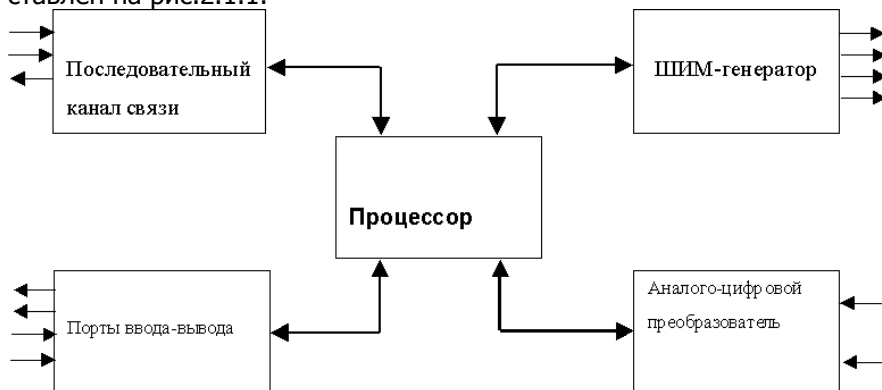 ставлен на рис.2.1.1.
Последовательный
канал связи
ШИМ-генератор
Процессор
Порты ввода-вывода
Аналого-цифровой
преобразователь